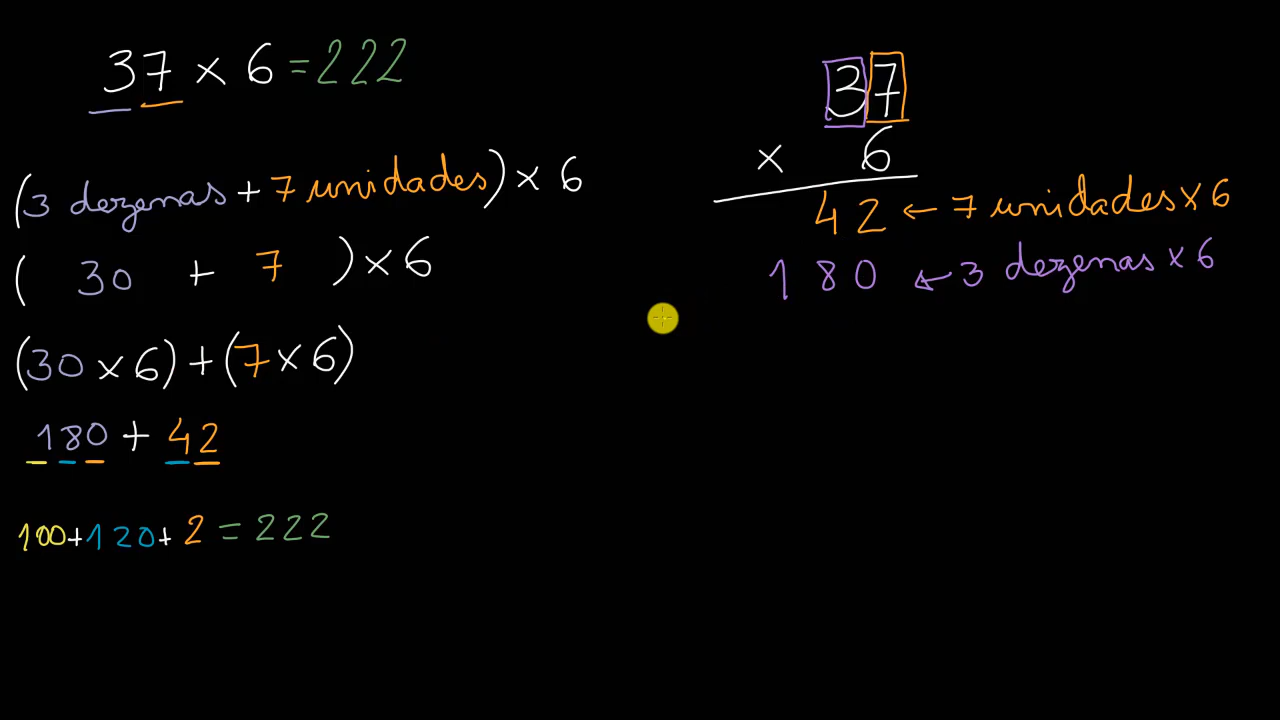 37 × 6 = 222
(3 dezenas + 7 unidades) × 6
( 30 + 7 ) × 6
(30 × 6) + (7 × 6)
180 + 42
100 + 120 + 2 = 222
37
× 6
42 ← 7 unidades × 6
180 ← 3 dezenas × 6